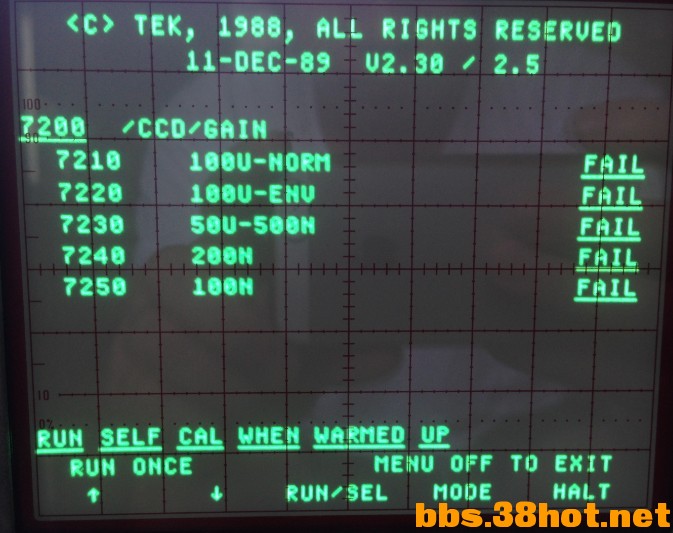 <C> TEK, 1988, ALL RIGHTS RESERVED
11-DEC-89 V2.30 / 2.5
100
7200 /CCD/GAIN
90
7210 100U-NORM FAIL
7220 100U-ENV FAIL
7230 50U-500N FAIL
7240 200N FAIL
7250 100N FAIL
10
0%
RUN SELF CAL WHEN WARMED UP
RUN ONCE MENU OFF TO EXIT
↑ ↓ RUN/SEL MODE HALT
bbs.38hot.net